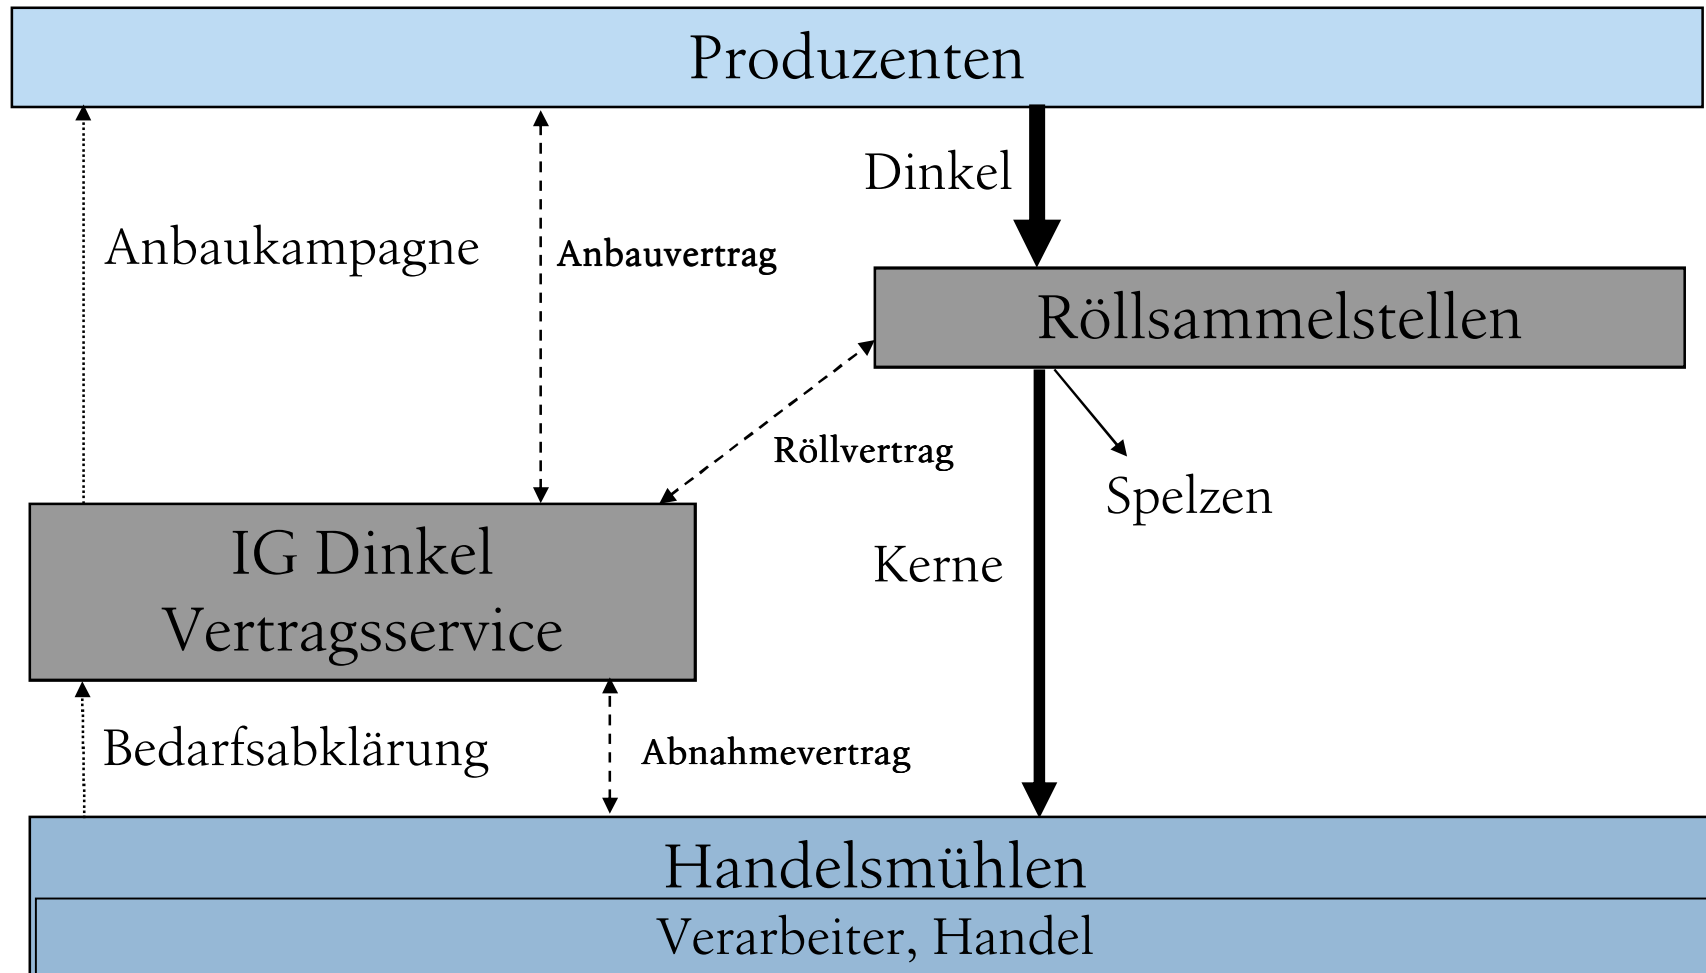 Produzenten
Dinkel
Anbaukampagne
Anbauvertrag
Röllsammelstellen
Röllvertrag
Spelzen
IG Dinkel
Vertragsservice
Kerne
Bedarfsabklärung
Abnahmevertrag
Handelsmühlen
Verarbeiter, Handel